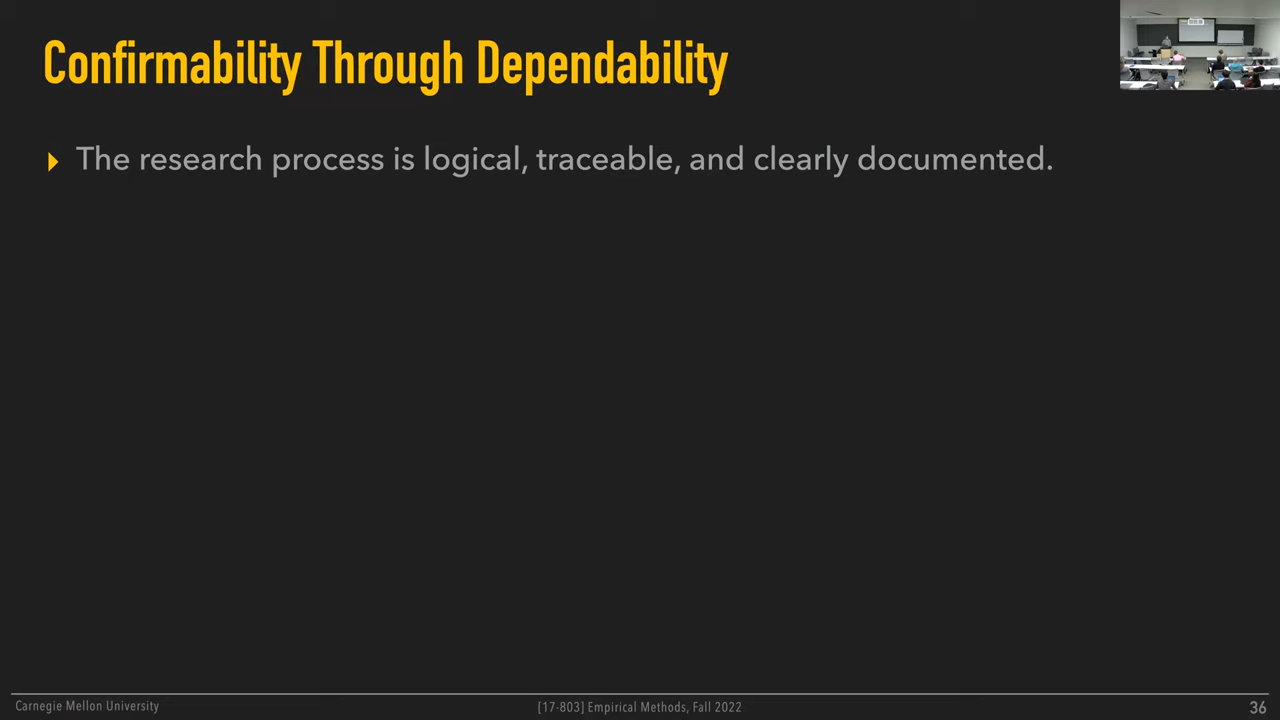 Confirmability Through Dependability
The research process is logical, traceable, and clearly documented.
Carnegie Mellon University
[17-803] Empirical Methods, Fall 2022
36